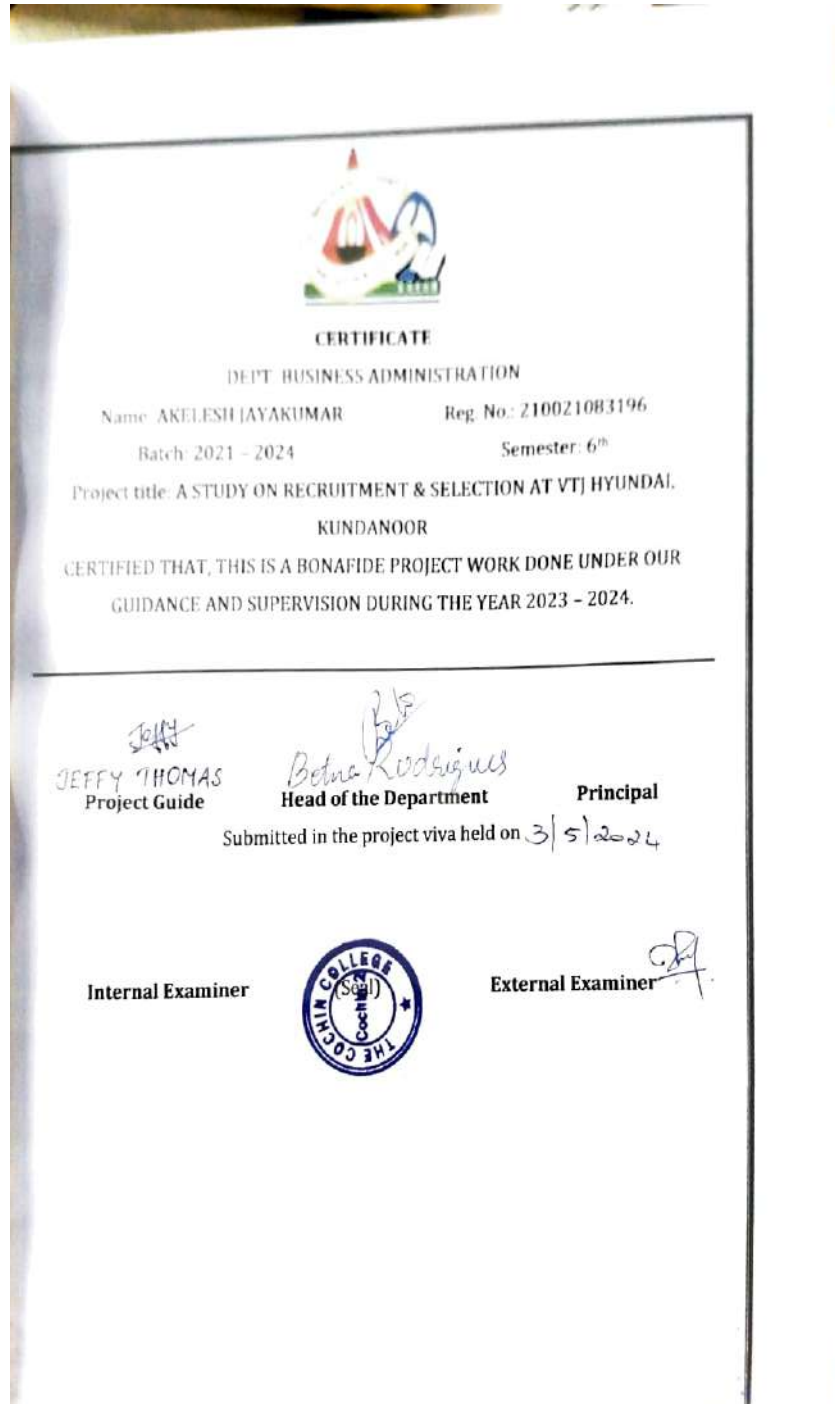 CERTIFICATE
DEPT BUSINESS ADMINISTRATION
Name: AKELESH JAYAKUMAR Reg. No.: 210021083196
Batch: 2021 – 2024 Semester: 6th
Project title: A STUDY ON RECRUITMENT & SELECTION AT VTJ HYUNDAI,
KUNDANOOR
CERTIFIED THAT, THIS IS A BONAFIDE PROJECT WORK DONE UNDER OUR
GUIDANCE AND SUPERVISION DURING THE YEAR 2023 – 2024.
Jeffy
JEFFY THOMAS Betna Rodrigues
Project Guide Head of the Department Principal
Submitted in the project viva held on 3/5/2024
Internal Examiner (Seal) External Examiner
THE COCHIN COLLEGE
Cochin 2